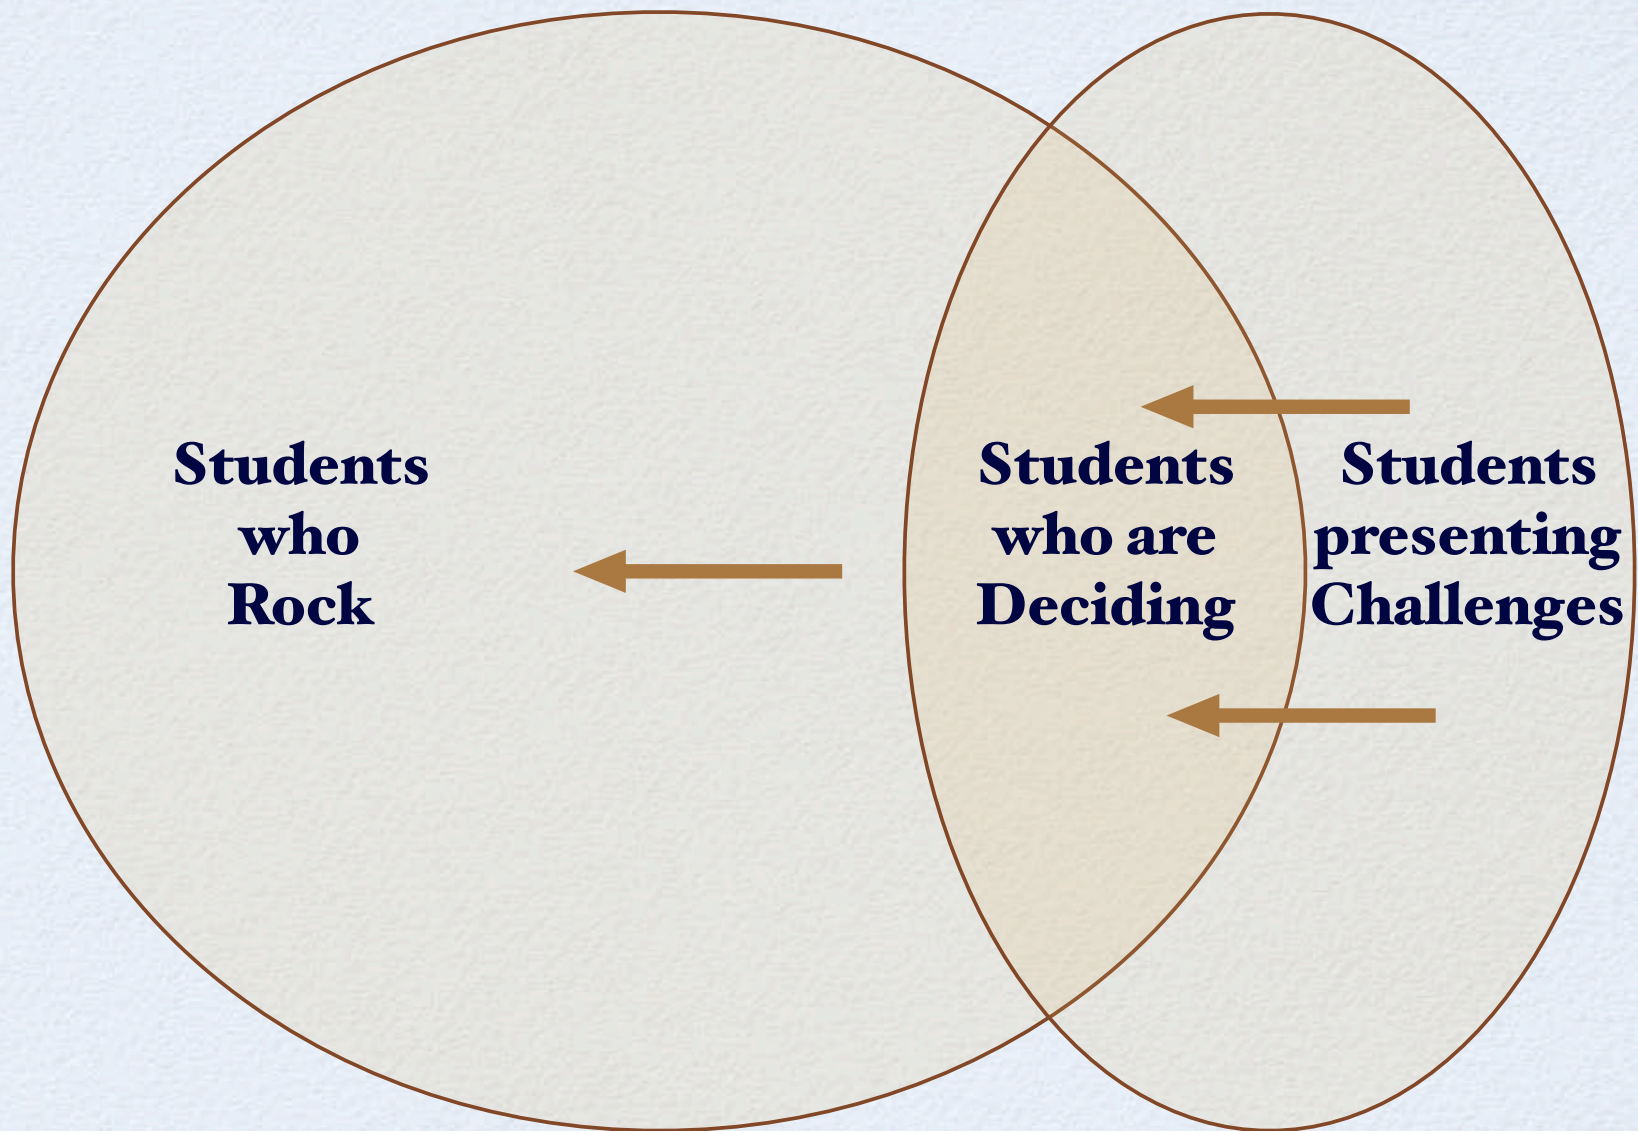 Students
who
Rock
Students
who are
Deciding
Students
presenting
Challenges